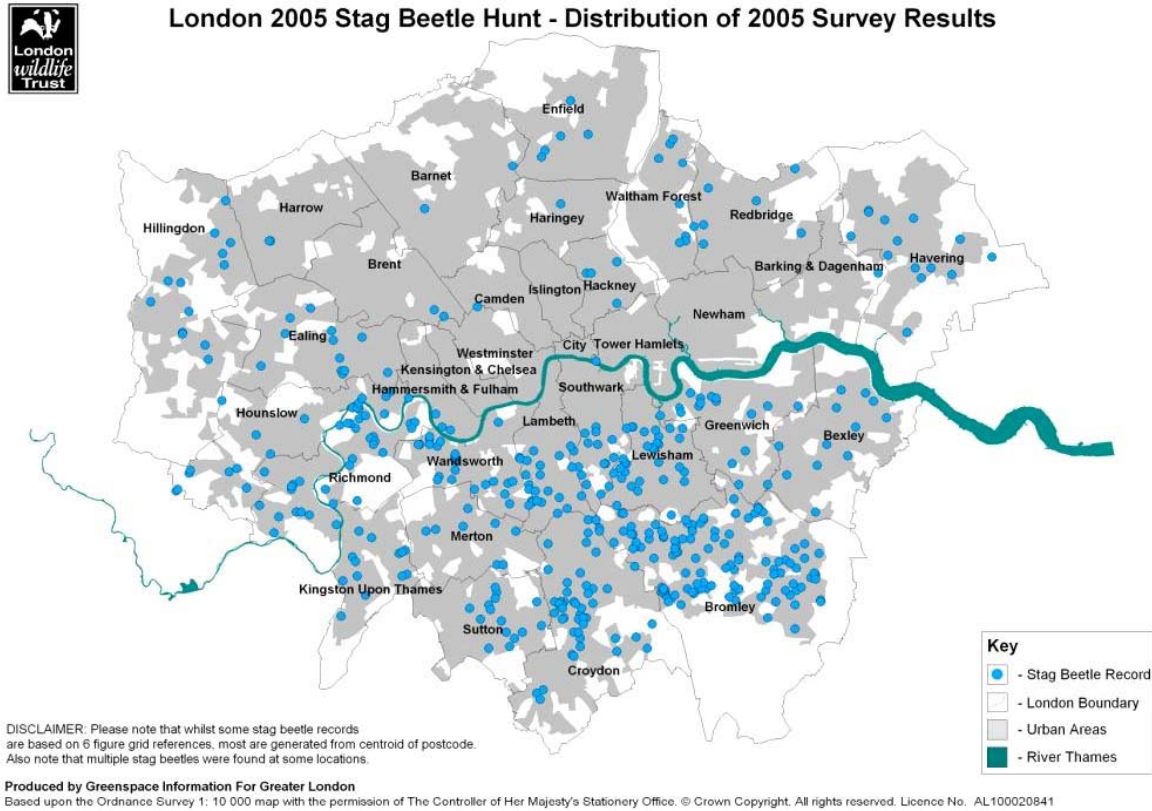 London 2005 Stag Beetle Hunt - Distribution of 2005 Survey Results
London
wildlife
Trust
Enfield
Barnet
Waltham Forest
Harrow
Haringey
Redbridge
Hillingdon
Brent
Barking & Dagenham
Havering
Islington
Hackney
Camden
Newham
Ealing
City
Tower Hamlets
Westminster
Kensington & Chelsea
Hammersmith & Fulham
Southwark
Hounslow
Lambeth
Greenwich
Bexley
Wandsworth
Lewisham
Richmond
Merton
Kingston Upon Thames
Bromley
Sutton
Croydon
Key
- Stag Beetle Record
- London Boundary
- Urban Areas
- River Thames
DISCLAIMER: Please note that whilst some stag beetle records
are based on 6 figure grid references, most are generated from centroid of postcode.
Also note that multiple stag beetles were found at some locations.
Produced by Greenspace Information For Greater London
Based upon the Ordnance Survey 1: 10 000 map with the permission of The Controller of Her Majesty's Stationery Office. © Crown Copyright. All rights reserved. Licence No. AL100020841